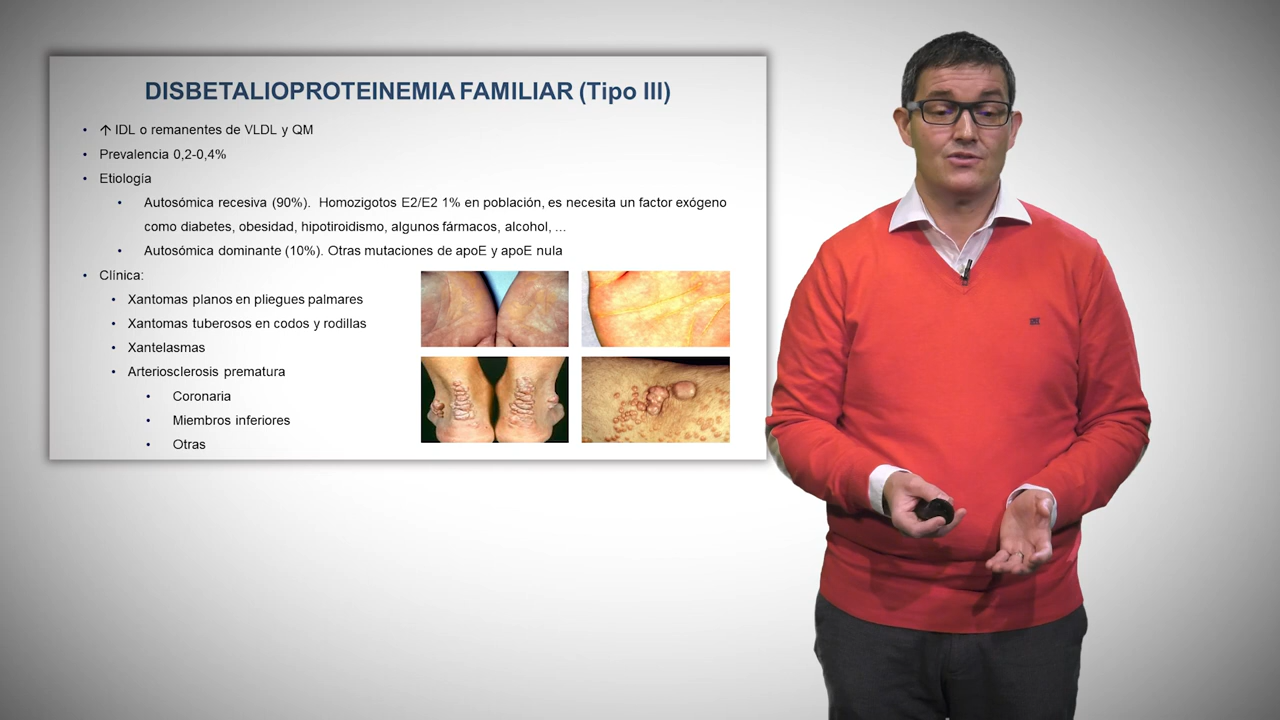 DISBETALIOPROTEINEMIA FAMILIAR (Tipo III)
• ↑ IDL o remanentes de VLDL y QM
• Prevalencia 0,2-0,4%
• Etiología
• Autosómica recesiva (90%). Homozigotos E2/E2 1% en población, es necesita un factor exógeno
como diabetes, obesidad, hipotiroidismo, algunos fármacos, alcohol, ...
• Autosómica dominante (10%). Otras mutaciones de apoE y apoE nula
• Clínica:
• Xantomas planos en pliegues palmares
• Xantomas tuberosos en codos y rodillas
• Xantelasmas
• Arteriosclerosis prematura
• Coronaria
• Miembros inferiores
• Otras